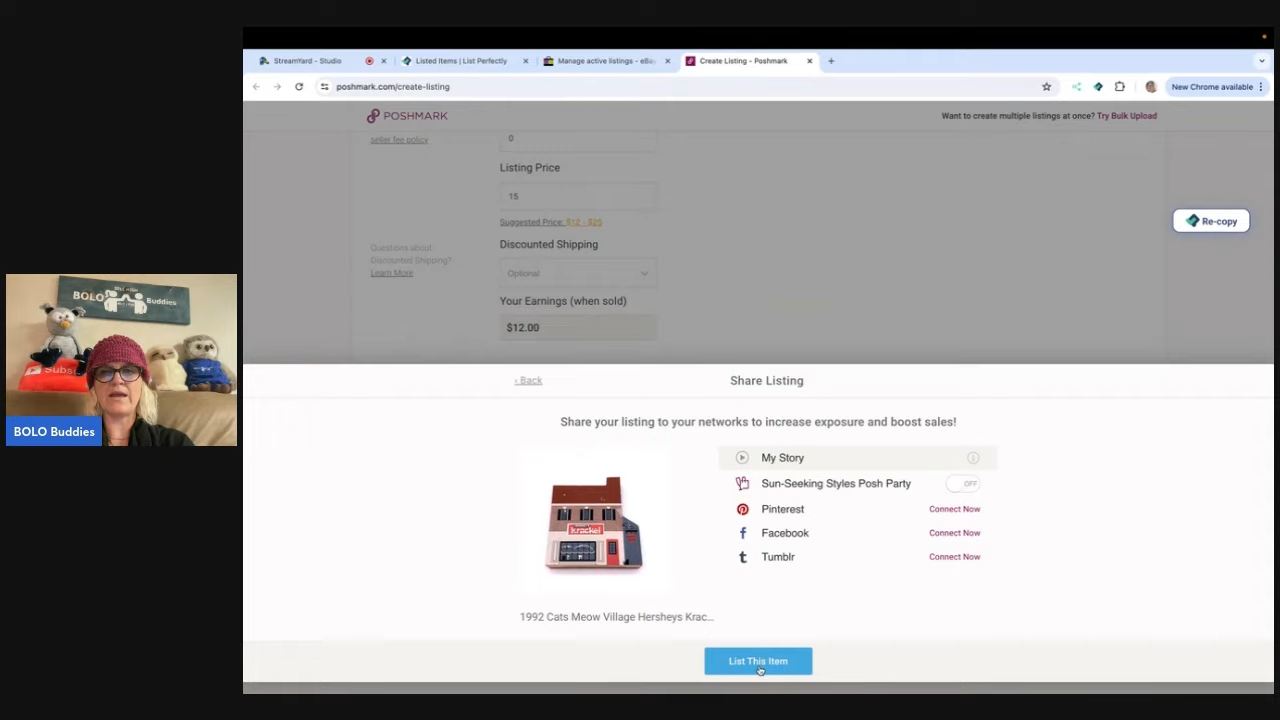 StreamYard - Studio
Listed Items | List Perfectly
Manage active listings - eBa
Create Listing - Poshmark
poshmark.com/create-listing
New Chrome available
POSHMARK
Want to create multiple listings at once? Try Bulk Upload
seller fee policy
0
Listing Price
15
Suggested Price: $12 - $25
Re-copy
Discounted Shipping
Questions about
Discounted Shipping?
Learn More
Optional
Your Earnings (when sold)
$12.00
‹ Back
Share Listing
Share your listing to your networks to increase exposure and boost sales!
My Story
Sun-Seeking Styles Posh Party
OFF
Pinterest
Connect Now
Facebook
Connect Now
Tumblr
Connect Now
krackel
1992 Cats Meow Village Hersheys Krac...
List This Item
BOLO Buddies
Subs
BOLO Buddies